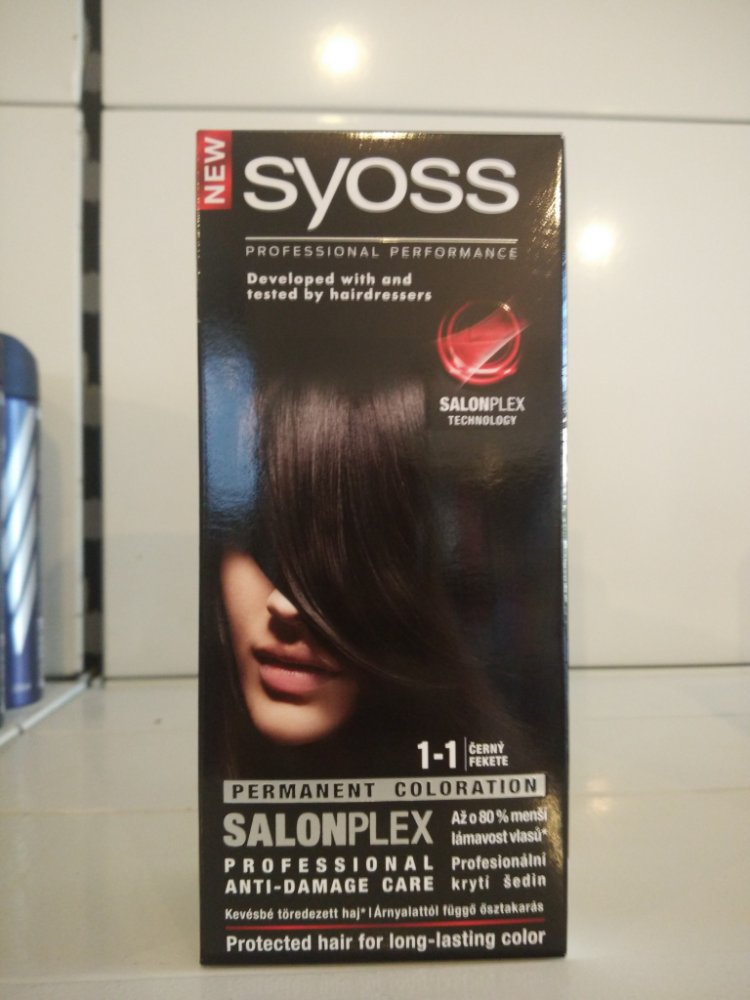 NEW
syoss
PROFESSIONAL PERFORMANCE
Developed with and
tested by hairdressers
SALONPLEX
TECHNOLOGY
1-1 ČERNÝ
FEKETE
PERMANENT COLORATION
SALONPLEX
PROFESSIONAL
ANTI-DAMAGE CARE
Až o 80 % menší
lámavost vlasů*
Profesionální
krytí šedin
Kevésbé töredezett haj* | Árnyalattól függő ősztakarás
Protected hair for long-lasting color